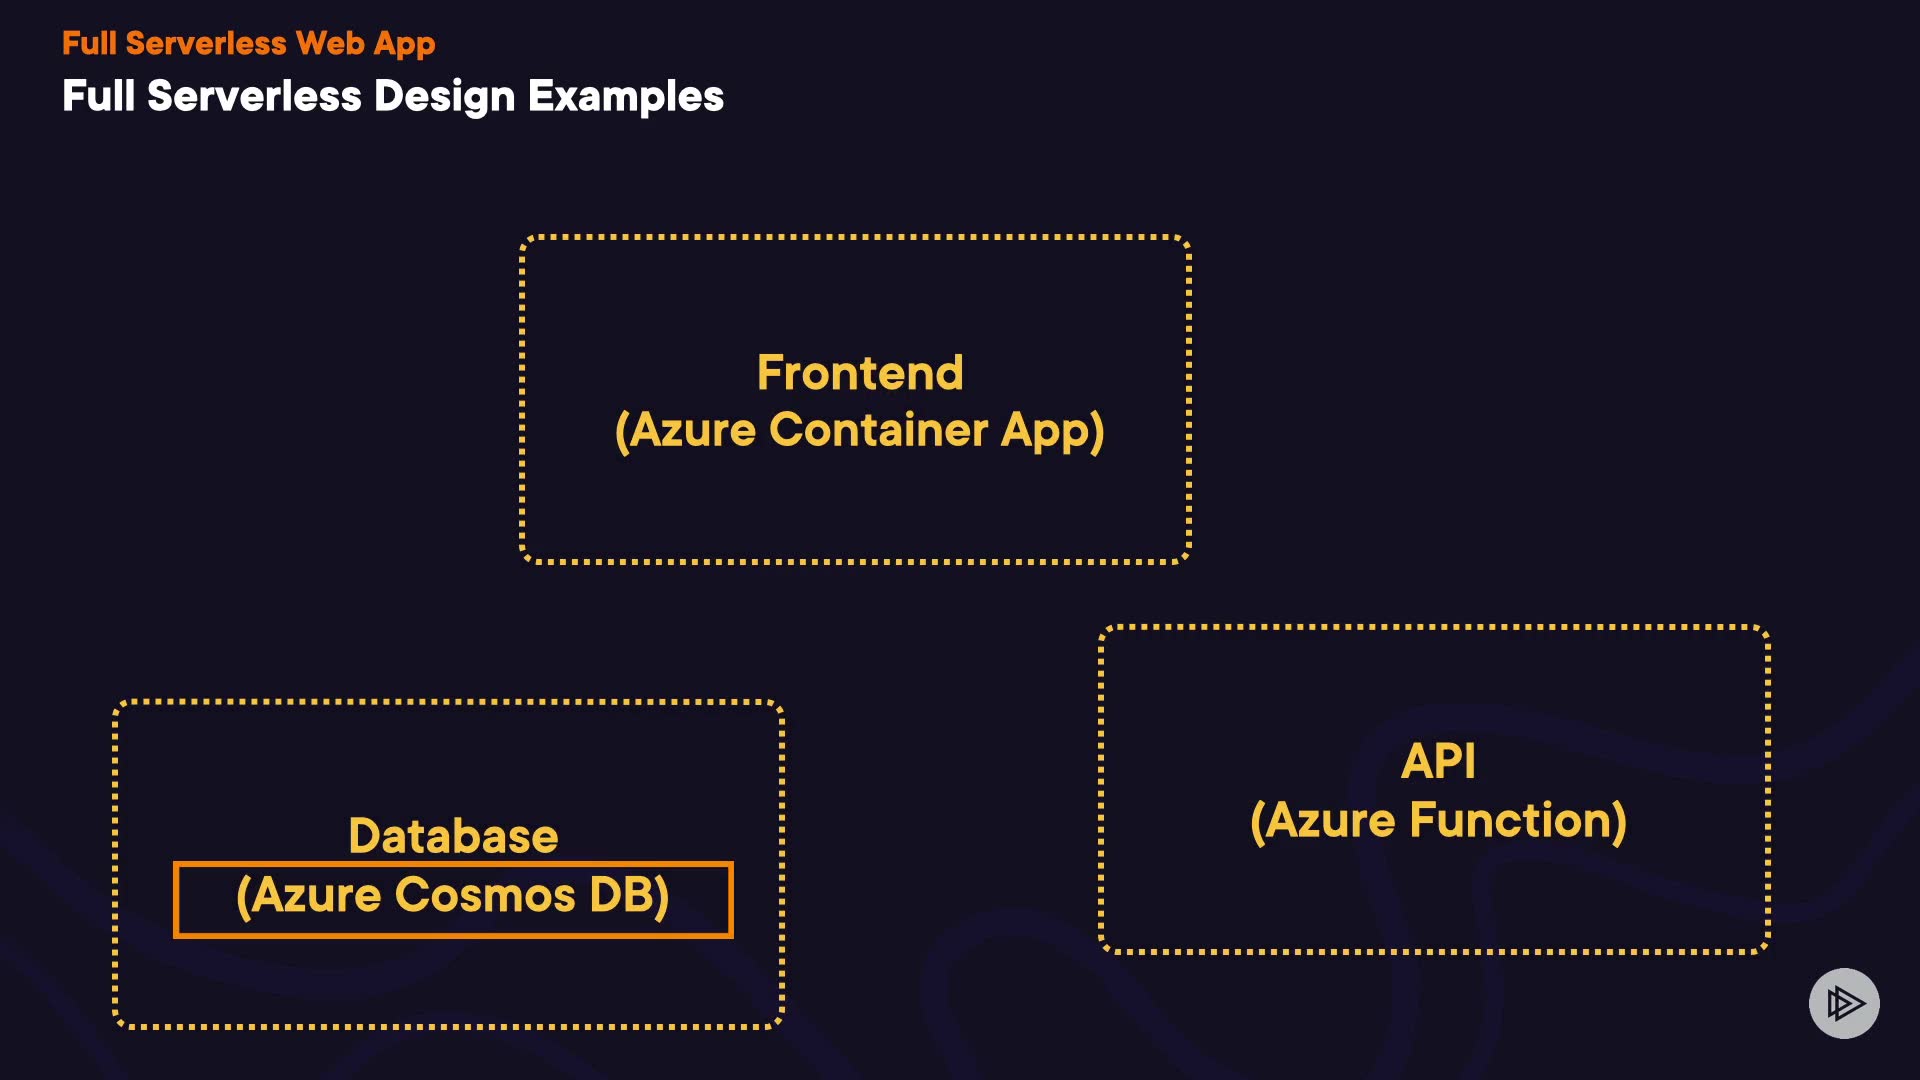 Full Serverless Web App
Full Serverless Design Examples
Frontend
(Azure Container App)
API
(Azure Function)
Database
(Azure Cosmos DB)